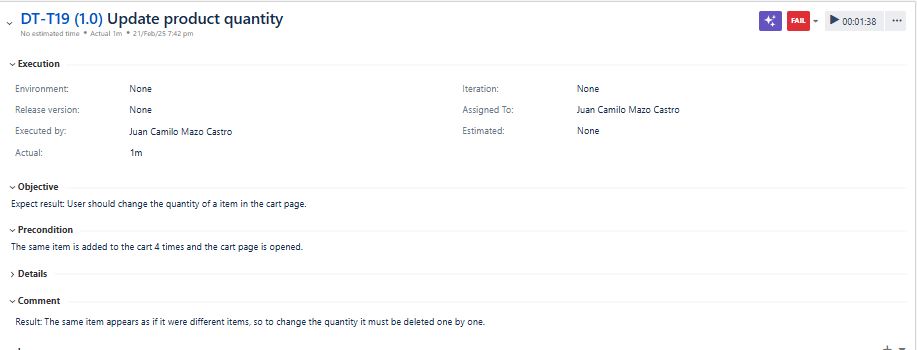 DT-T19 (1.0) Update product quantity
FAIL
00:01:38
No estimated time • Actual 1m • 21/Feb/25 7:42 pm
Execution
Environment: None
Iteration: None
Release version: None
Assigned To: Juan Camilo Mazo Castro
Executed by: Juan Camilo Mazo Castro
Estimated: None
Actual: 1m
Objective
Expect result: User should change the quantity of a item in the cart page.
Precondition
The same item is added to the cart 4 times and the cart page is opened.
Details
Comment
Result: The same item appears as if it were different items, so to change the quantity it must be deleted one by one.